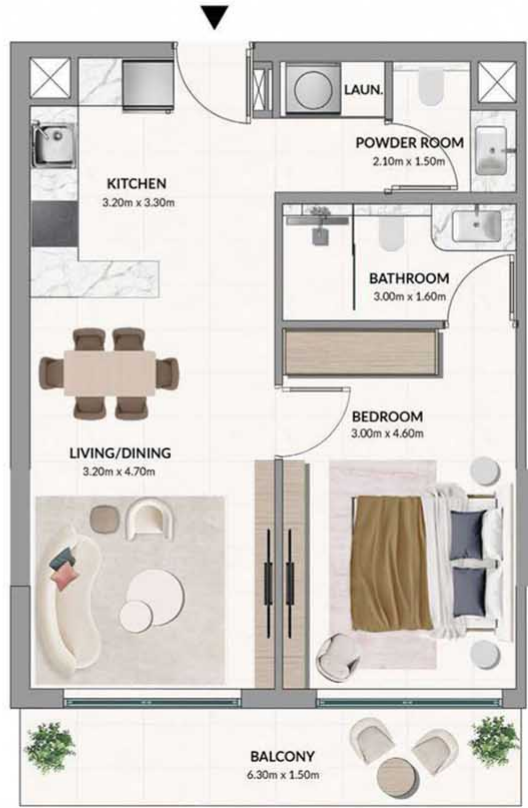 LAUN.
POWDER ROOM
2.10m x 1.50m
KITCHEN
3.20m x 3.30m
BATHROOM
3.00m x 1.60m
BEDROOM
3.00m x 4.60m
LIVING/DINING
3.20m x 4.70m
BALCONY
6.30m x 1.50m